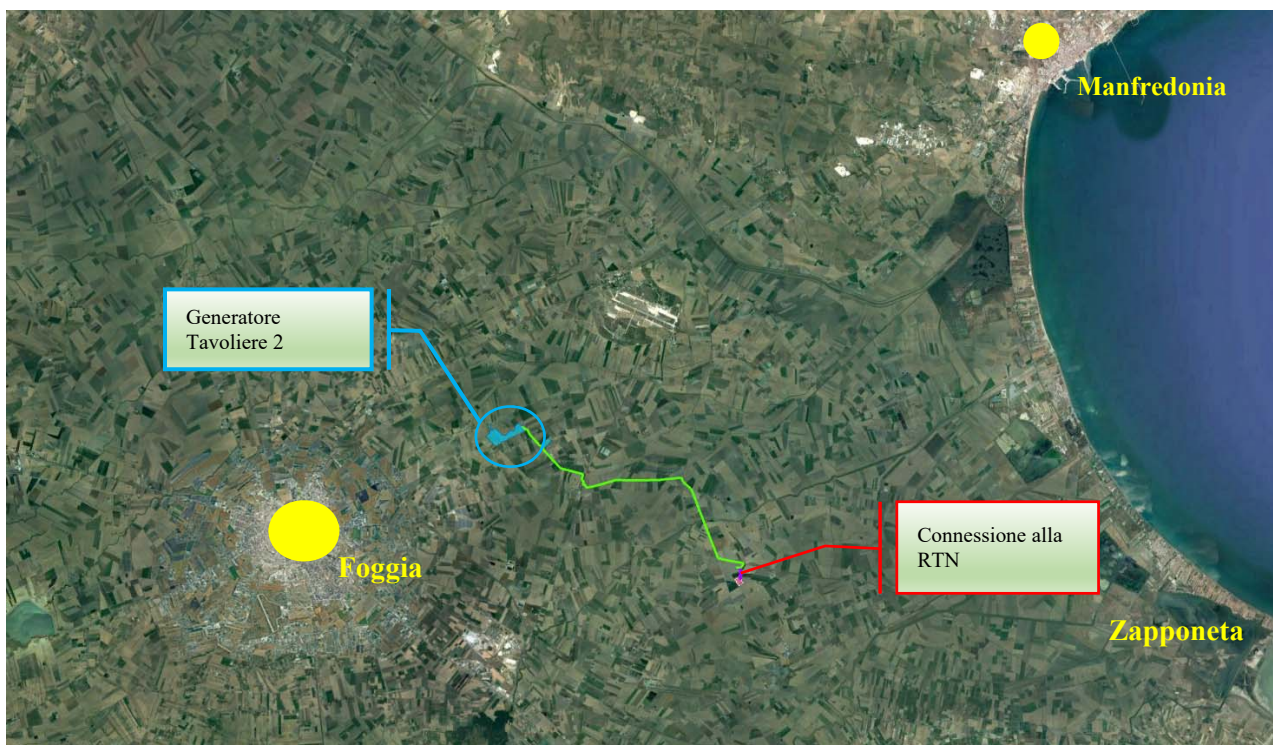 Manfredonia
Generatore
Tavoliere 2
Connessione alla
RTN
Foggia
Zapponeta